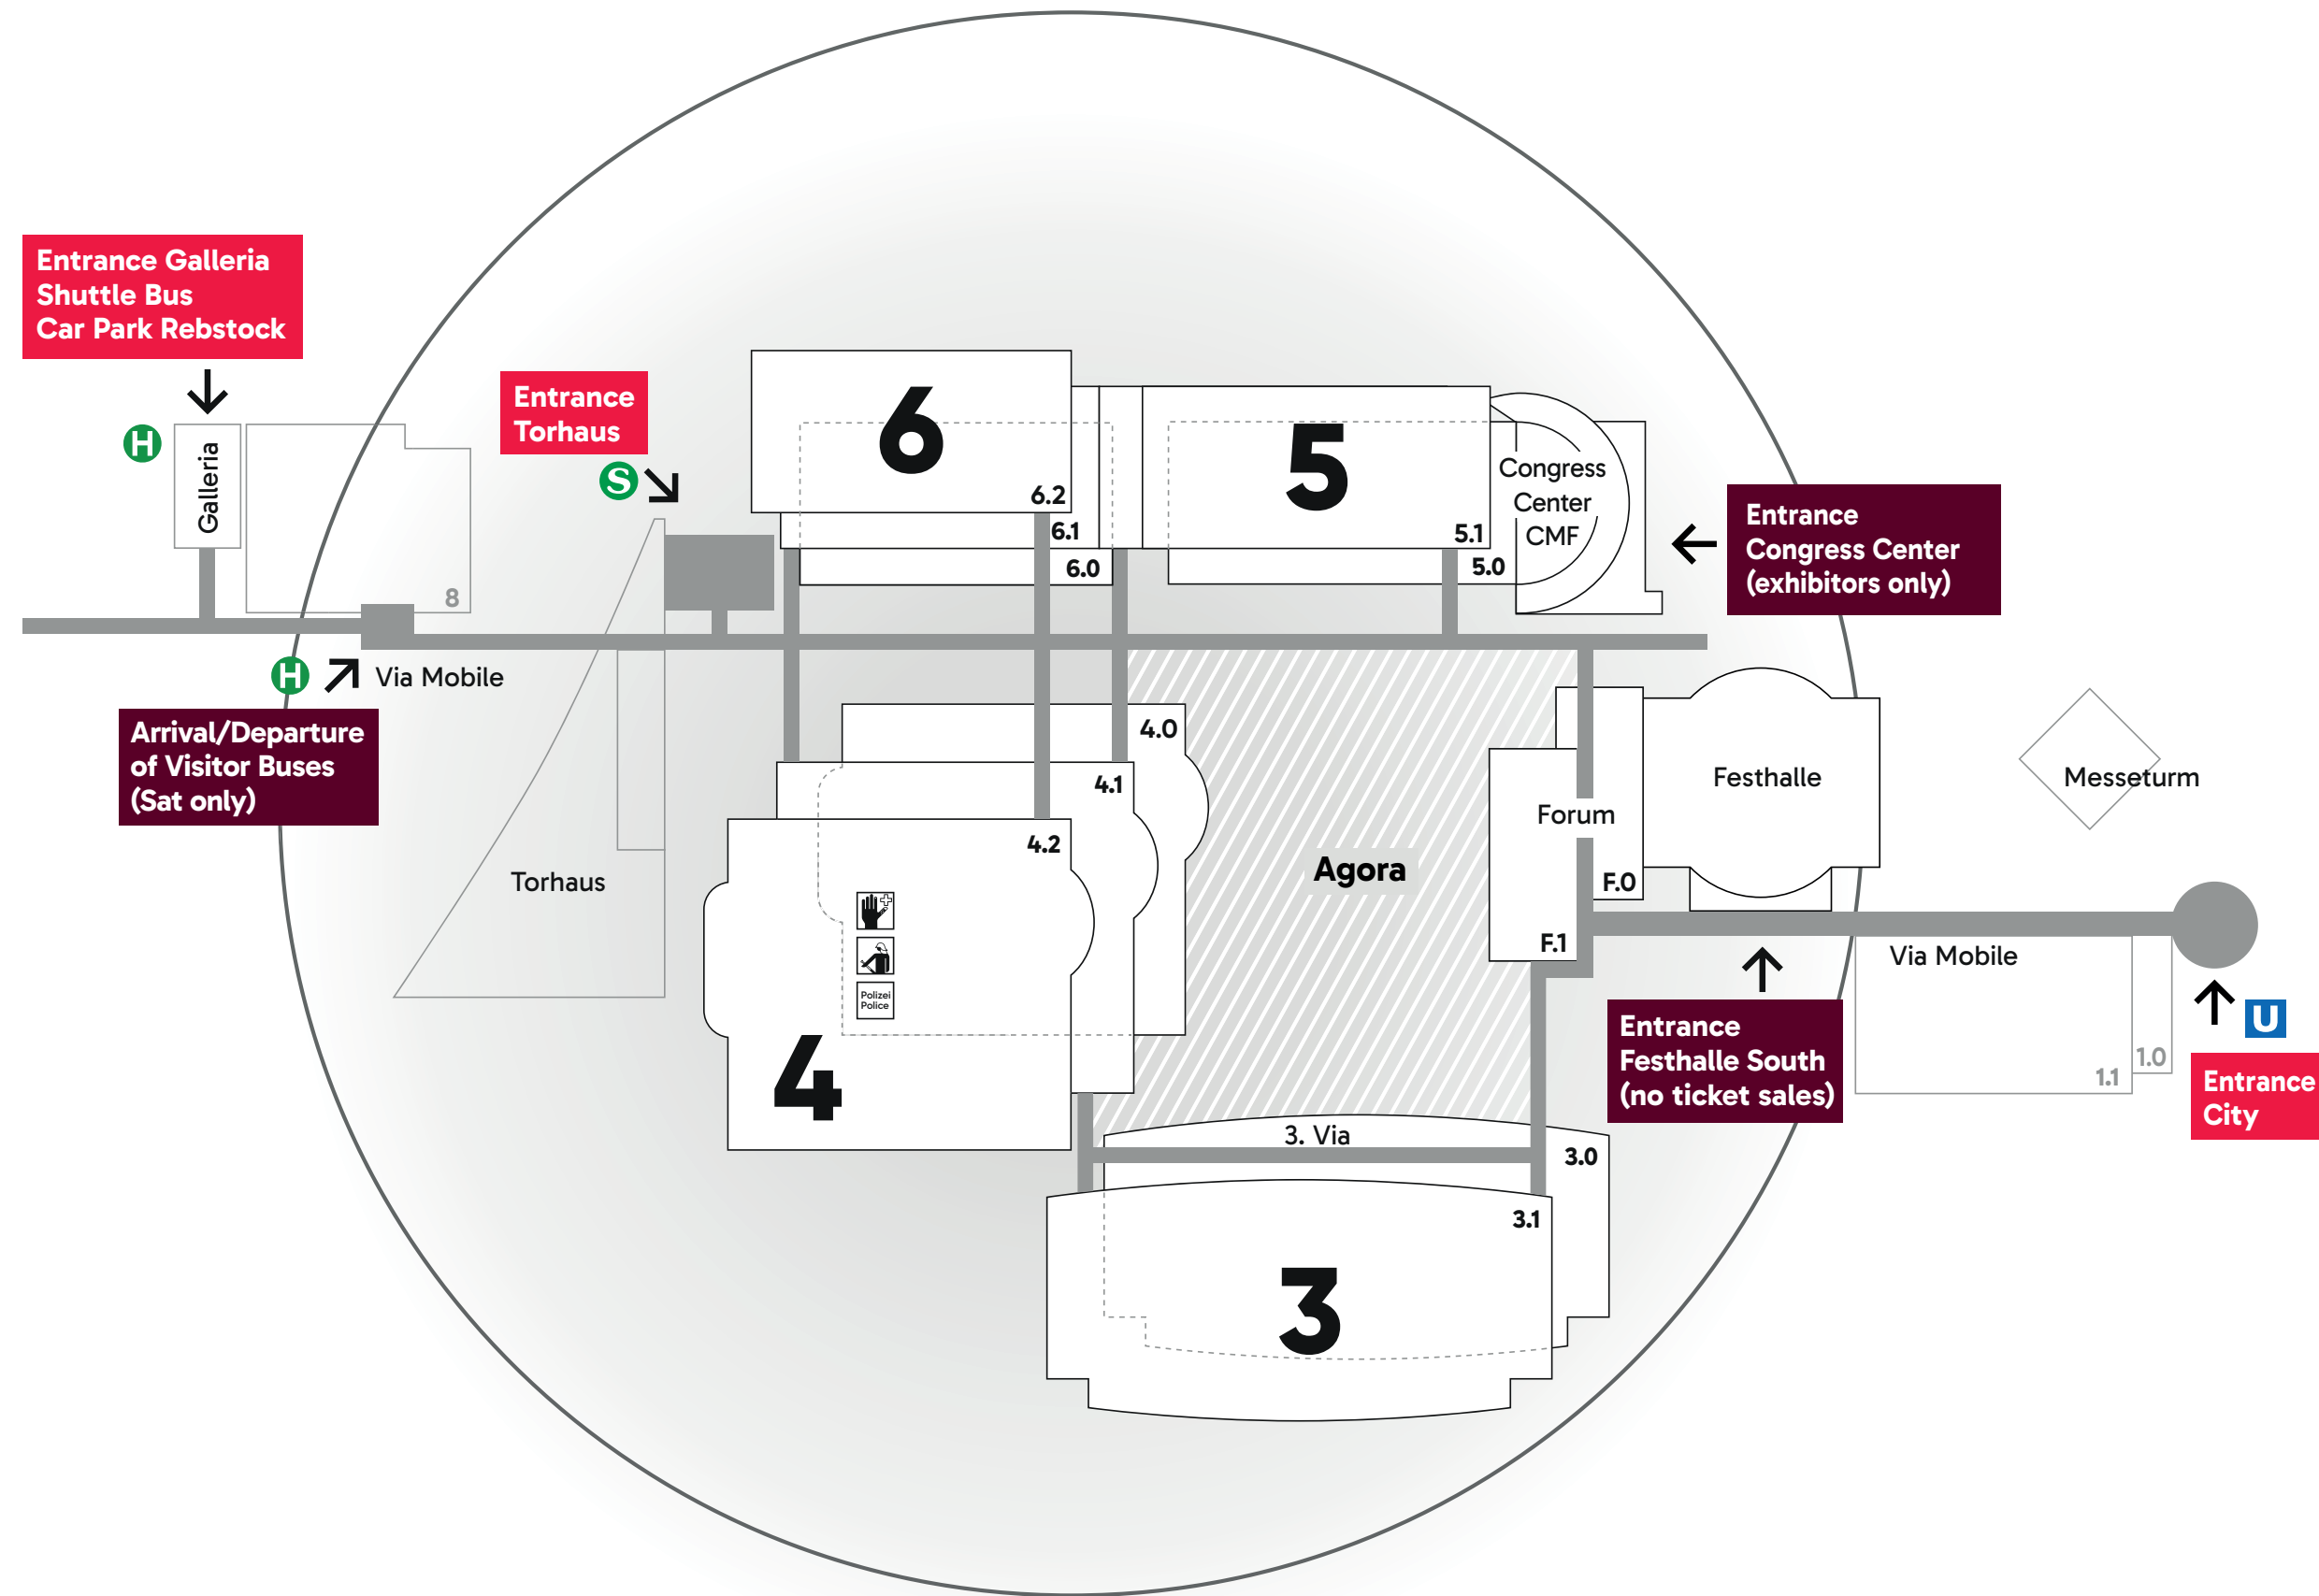 Entrance Galleria
Shuttle Bus
Car Park Rebstock
H
Galleria
8
Entrance
Torhaus
S
6
6.2
6.1
6.0
5
5.1
5.0
Congress
Center
CMF
Entrance
Congress Center
(exhibitors only)
H
Via Mobile
Arrival/Departure
of Visitor Buses
(Sat only)
Torhaus
4.0
4.1
4.2
Polizei
Police
4
Agora
Forum
F.0
F.1
Festhalle
Messeturm
Via Mobile
Entrance
Festhalle South
(no ticket sales)
1.1
1.0
U
Entrance
City
3. Via
3.0
3.1
3